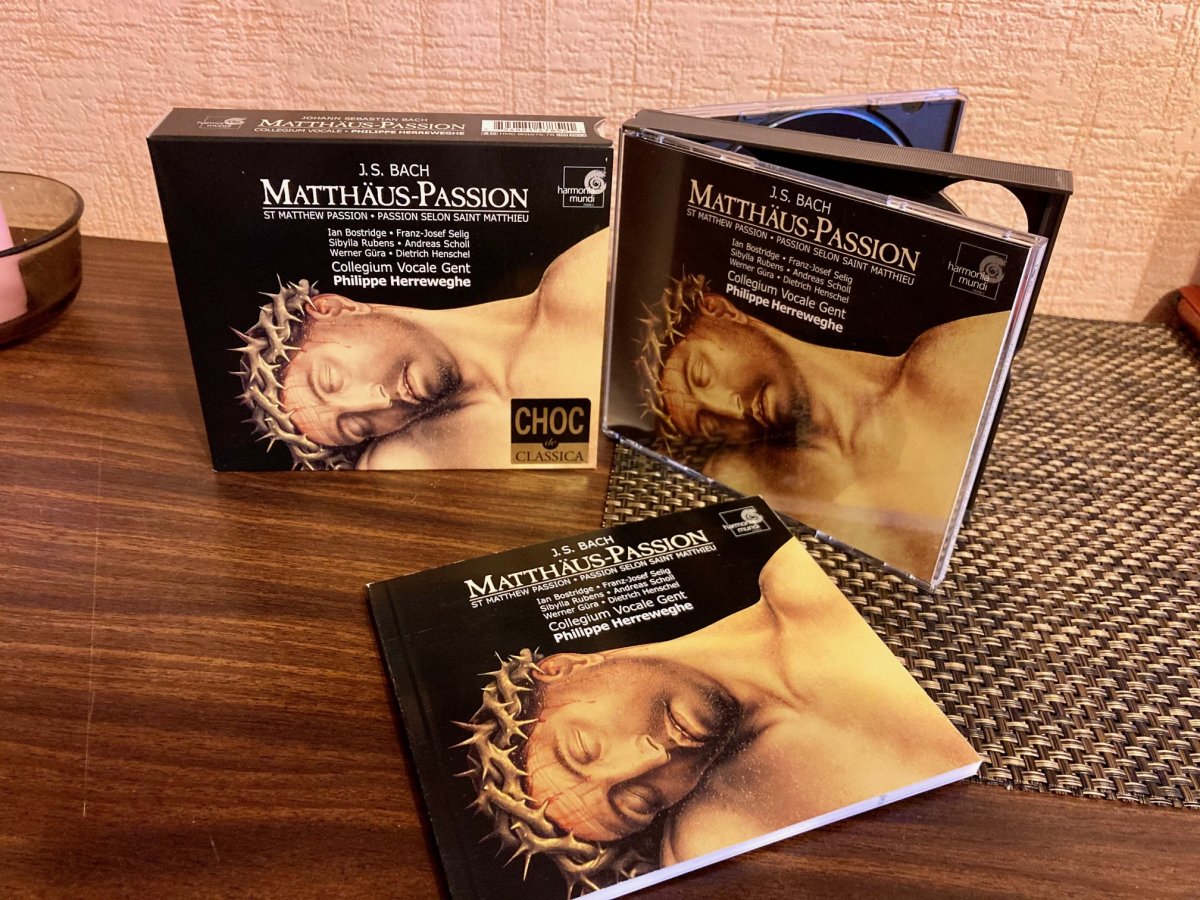 JOHANN SEBASTIAN BACH
MATTHÄUS-PASSION
COLLEGIUM VOCALE • PHILIPPE HERREWEGHE
J.S. BACH
MATTHÄUS-PASSION
ST MATTHEW PASSION • PASSION SELON SAINT MATTHIEU
harmonia
mundi
Ian Bostridge • Franz-Josef Selig
Sibylla Rubens • Andreas Scholl
Werner Güra • Dietrich Henschel
Collegium Vocale Gent
Philippe Herreweghe
CHOC
de
CLASSICA
J.S. BACH
MATTHÄUS-PASSION
ST MATTHEW PASSION • PASSION SELON SAINT MATTHIEU
harmonia
mundi
Ian Bostridge • Franz-Josef Selig
Sibylla Rubens • Andreas Scholl
Werner Güra • Dietrich Henschel
Collegium Vocale Gent
Philippe Herreweghe
J.S. BACH
MATTHÄUS-PASSION
ST MATTHEW PASSION • PASSION SELON SAINT MATTHIEU
harmonia
mundi
Ian Bostridge • Franz-Josef Selig
Sibylla Rubens • Andreas Scholl
Werner Güra • Dietrich Henschel
Collegium Vocale Gent
Philippe Herreweghe